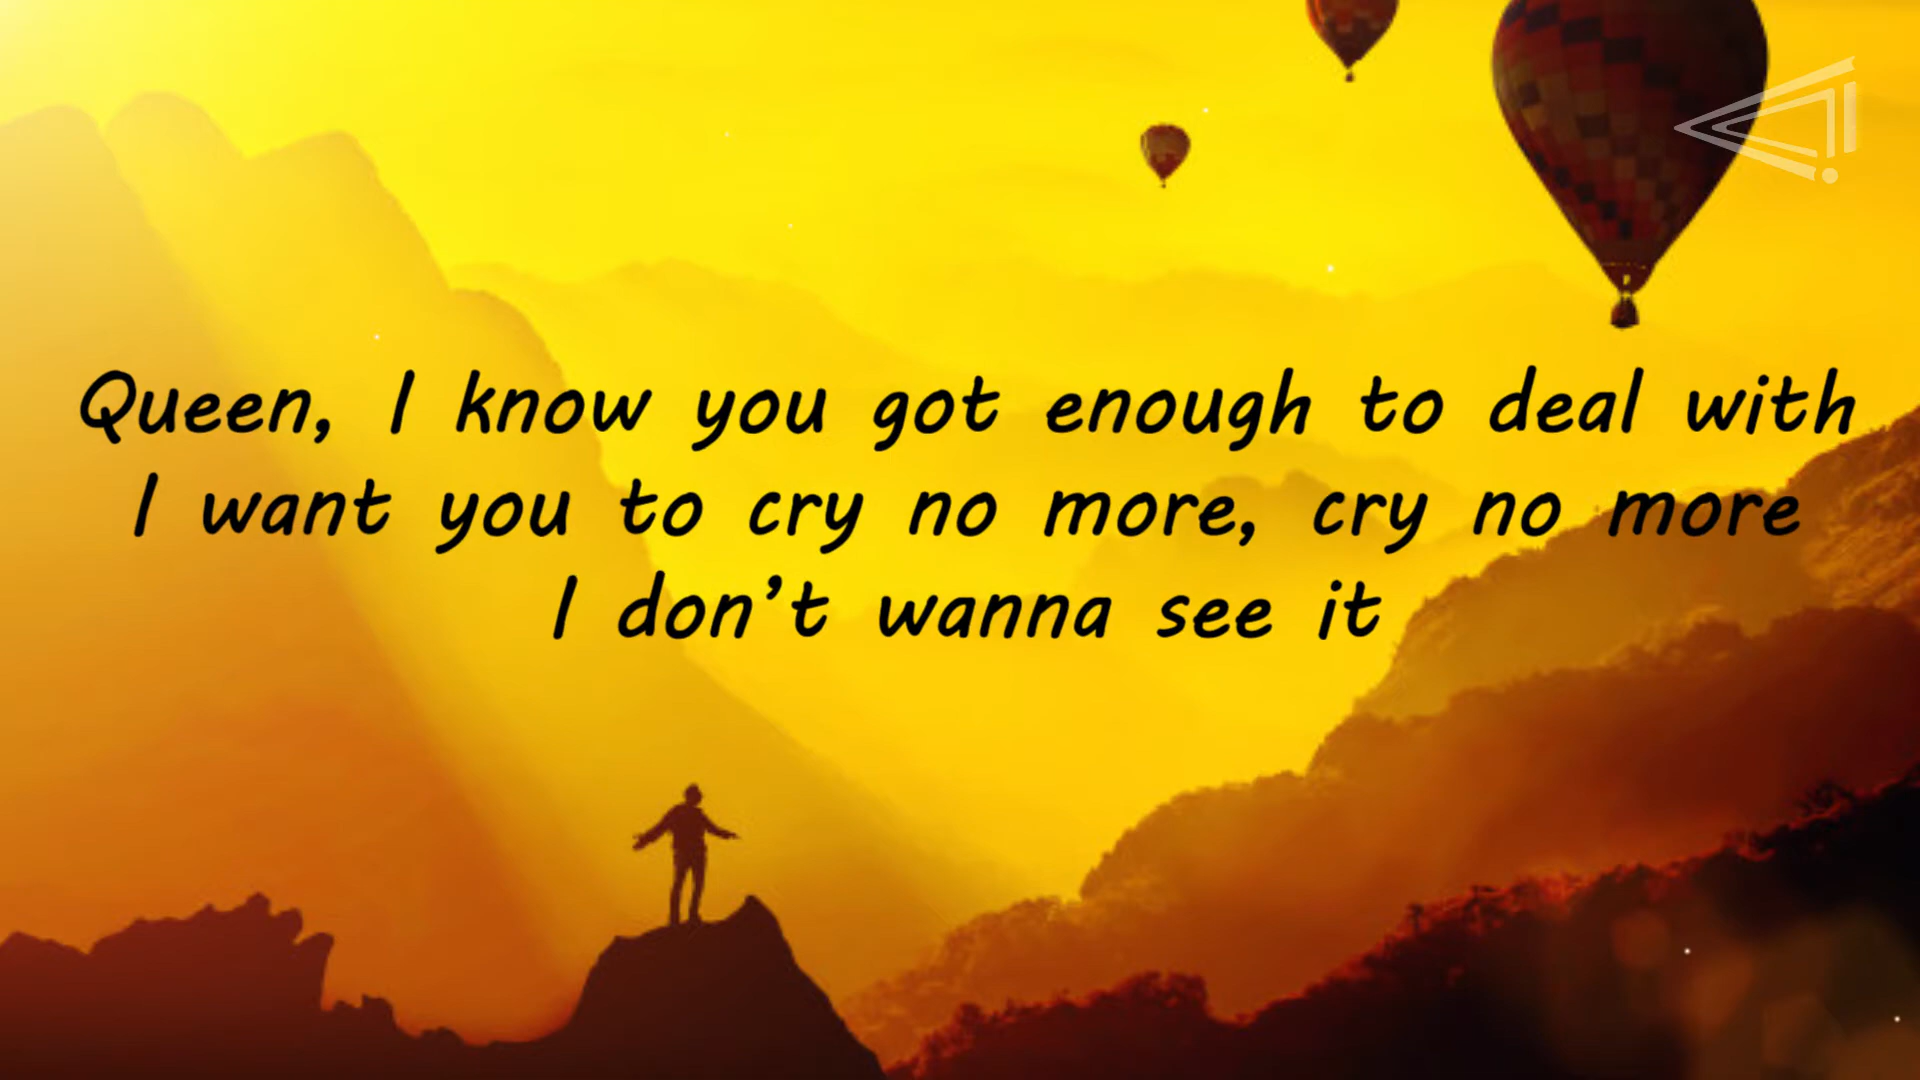 Queen, I know you got enough to deal with
I want you to cry no more, cry no more
I don't wanna see it